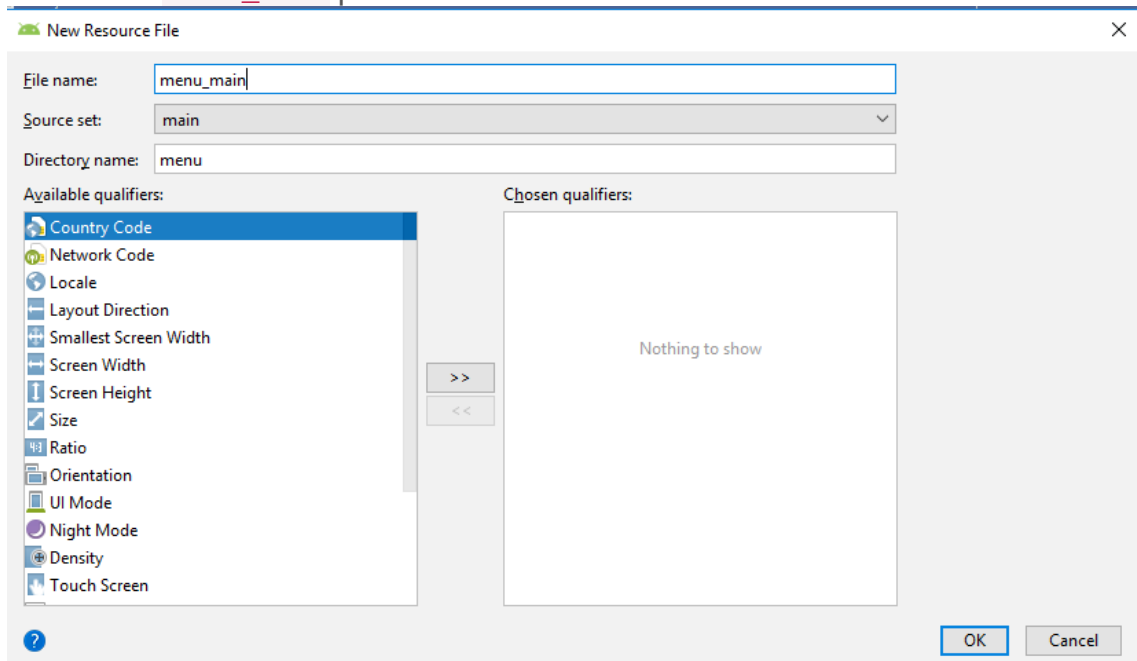 New Resource File
File name: menu_main
Source set: main
Directory name: menu
Available qualifiers:
Chosen qualifiers:
Country Code
Network Code
Locale
Layout Direction
Smallest Screen Width
Screen Width
Screen Height
Size
Ratio
Orientation
UI Mode
Night Mode
Density
Touch Screen
>>
<<
Nothing to show
?
OK
Cancel